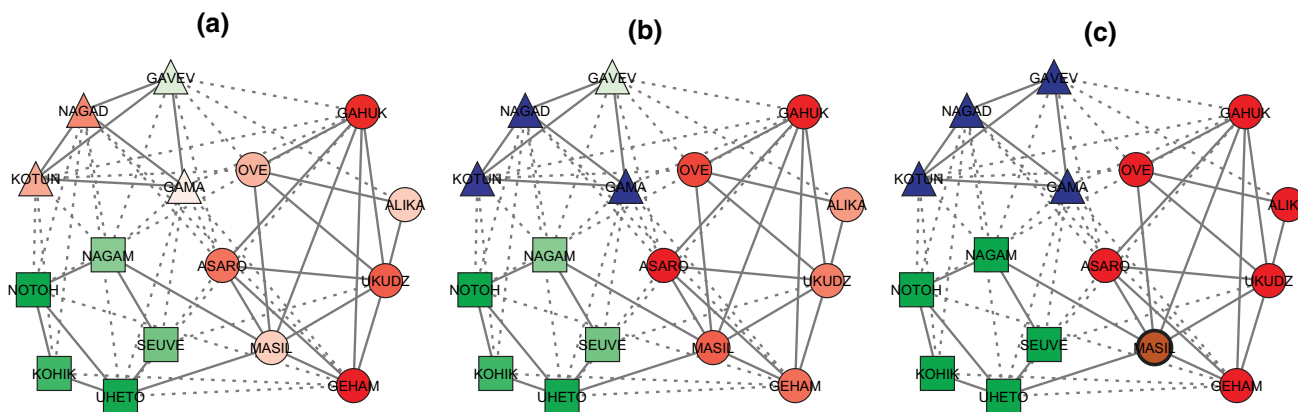 (a)
GAVEV
NAGAD
GAHUK
OVE
KOTUN
GAMA
ALIKA
NAGAM
ASARO
UKUDZ
NOTOH
SEUVE
MASIL
KOHIK
GEHAM
UHETO
(b)
GAVEV
NAGAD
GAHUK
OVE
KOTUN
GAMA
ALIKA
NAGAM
ASARO
UKUDZ
NOTOH
SEUVE
MASIL
KOHIK
GEHAM
UHETO
(c)
GAVEV
NAGAD
GAHUK
OVE
KOTUN
GAMA
ALIK
NAGAM
ASARO
UKUDZ
NOTOH
SEUVE
MASIL
KOHIK
GEHAM
UHETO